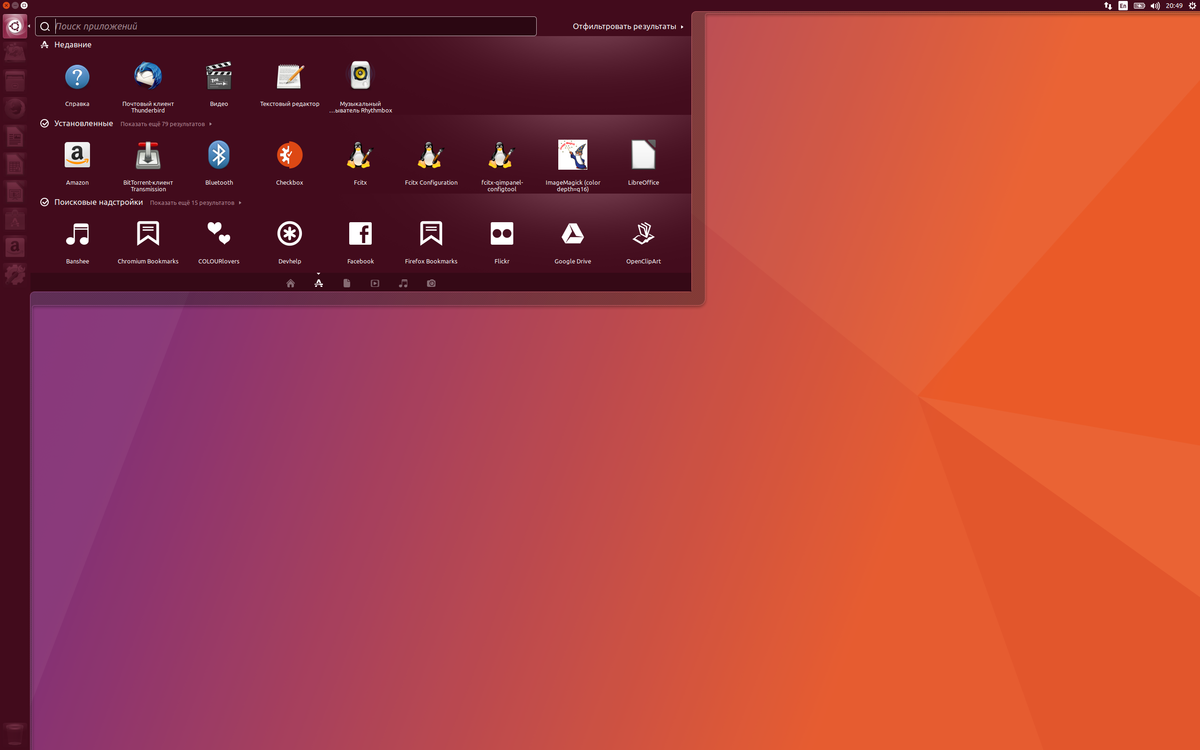 En
20:49
Поиск приложений
Отфильтровать результаты
Недавние
Справка
Почтовый клиент Thunderbird
Видео
Текстовый редактор
Музыкальный ...ыватель Rhythmbox
Установленные Показать ещё 79 результатов
Amazon
BitTorrent-клиент Transmission
Bluetooth
Checkbox
Fcitx
Fcitx Configuration
fcitx-qimpanel-configtool
ImageMagick (color depth=q16)
LibreOffice
Поисковые надстройки Показать ещё 15 результатов
Banshee
Chromium Bookmarks
COLOURlovers
Devhelp
Facebook
Firefox Bookmarks
Flickr
Google Drive
OpenClipArt